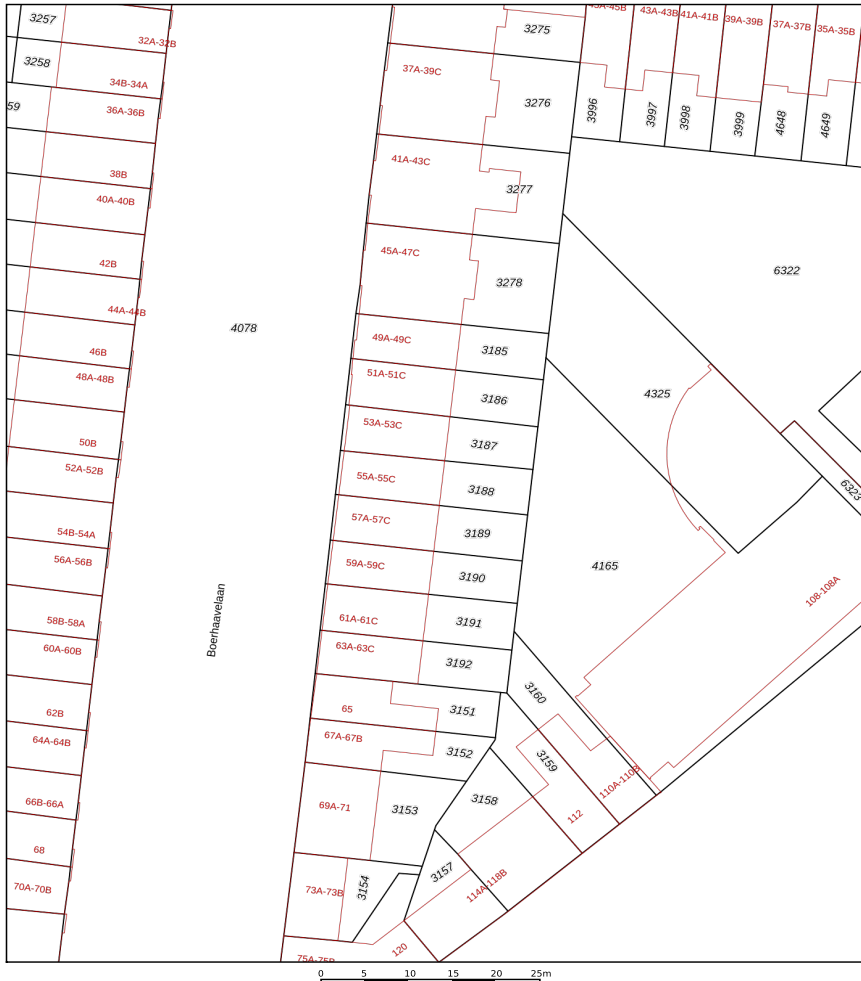 3257
32A-32B
3258
34B-34A
59
36A-36B
38B
40A-40B
42B
44A-44B
46B
48A-48B
50B
52A-52B
54B-54A
56A-56B
58B-58A
60A-60B
62B
64A-64B
66B-66A
68
70A-70B
4078
Boerhaavelaan
3275
37A-39C
3276
41A-43C
3277
45A-47C
3278
49A-49C
3185
51A-51C
3186
53A-53C
3187
55A-55C
3188
57A-57C
3189
59A-59C
3190
61A-61C
3191
63A-63C
3192
65
3151
67A-67B
3152
69A-71
3153
73A-73B
3154
75A-75B
45A-45B
43A-43B
41A-41B
39A-39B
37A-37B
35A-35B
3996
3997
3998
3999
4648
4649
6322
4325
6323
4165
108-108A
3160
3159
110A-110B
3158
112
3157
114A-118B
120
0 5 10 15 20 25m